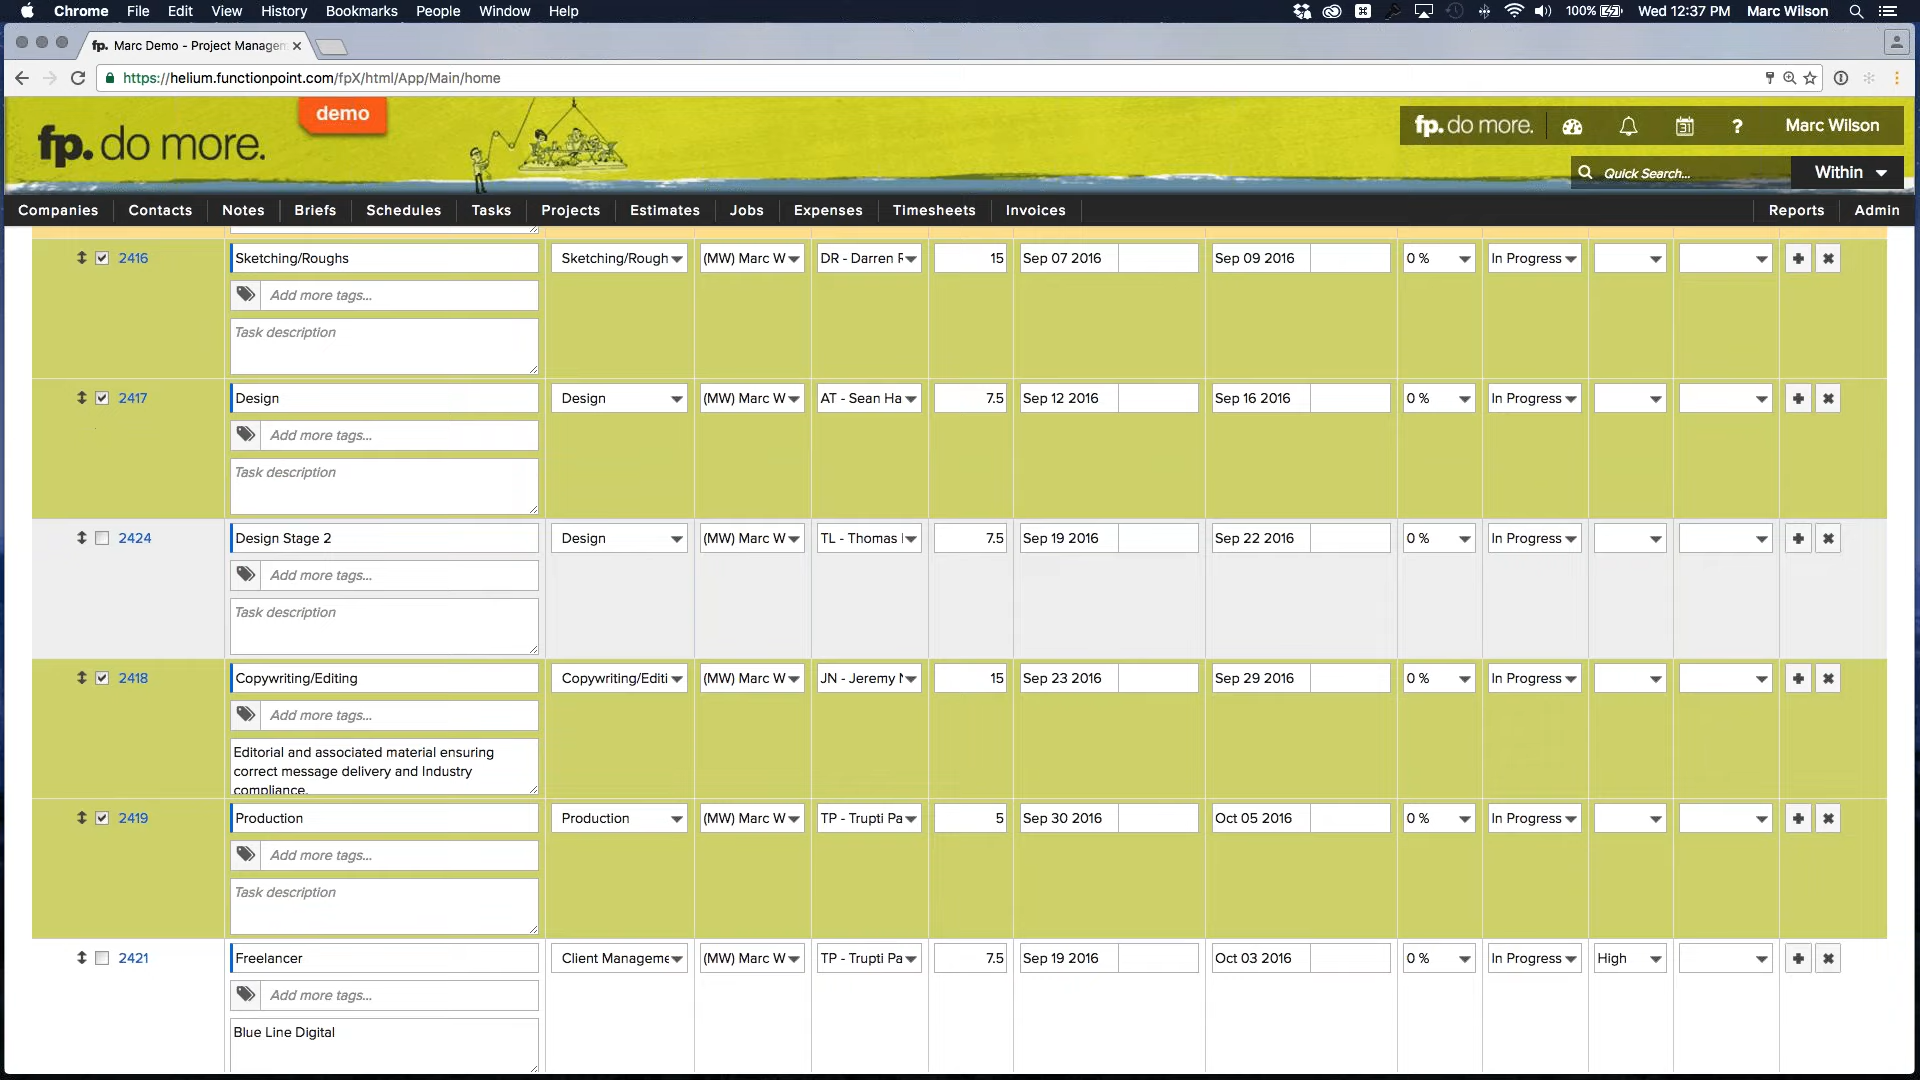 Chrome File Edit View History Bookmarks People Window Help 100% Wed 12:37 PM Marc Wilson
fp. Marc Demo - Project Managem
https://helium.functionpoint.com/fpX/html/App/Main/home
demo
fp. do more.
fp. do more. 31 ? Marc Wilson
Quick Search... Within
Companies Contacts Notes Briefs Schedules Tasks Projects Estimates Jobs Expenses Timesheets Invoices Reports Admin
2416 Sketching/Roughs Sketching/Rough (MW) Marc W DR - Darren 15 Sep 07 2016 Sep 09 2016 0 % In Progress
Add more tags...
Task description
2417 Design Design (MW) Marc W AT - Sean Ha 7.5 Sep 12 2016 Sep 16 2016 0 % In Progress
Add more tags...
Task description
2424 Design Stage 2 Design (MW) Marc W TL - Thomas 7.5 Sep 19 2016 Sep 22 2016 0 % In Progress
Add more tags...
Task description
2418 Copywriting/Editing Copywriting/Editi (MW) Marc W JN - Jeremy 15 Sep 23 2016 Sep 29 2016 0 % In Progress
Add more tags...
Editorial and associated material ensuring
correct message delivery and Industry
compliance.
2419 Production Production (MW) Marc W TP - Trupti Pa 5 Sep 30 2016 Oct 05 2016 0 % In Progress
Add more tags...
Task description
2421 Freelancer Client Manageme (MW) Marc W TP - Trupti Pa 7.5 Sep 19 2016 Oct 03 2016 0 % In Progress High
Add more tags...
Blue Line Digital